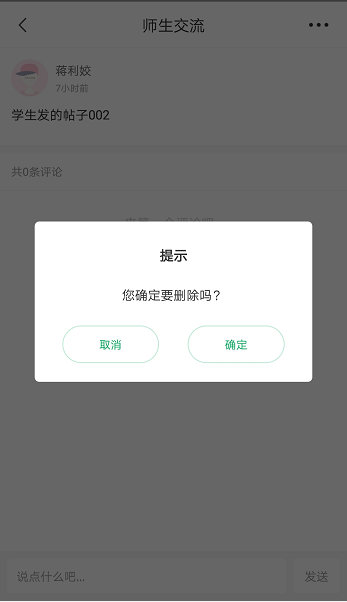 师生交流
蒋利姣
7小时前
学生发的帖子002
共0条评论
提示
您确定要删除吗？
取消
确定
说点什么吧...
发送